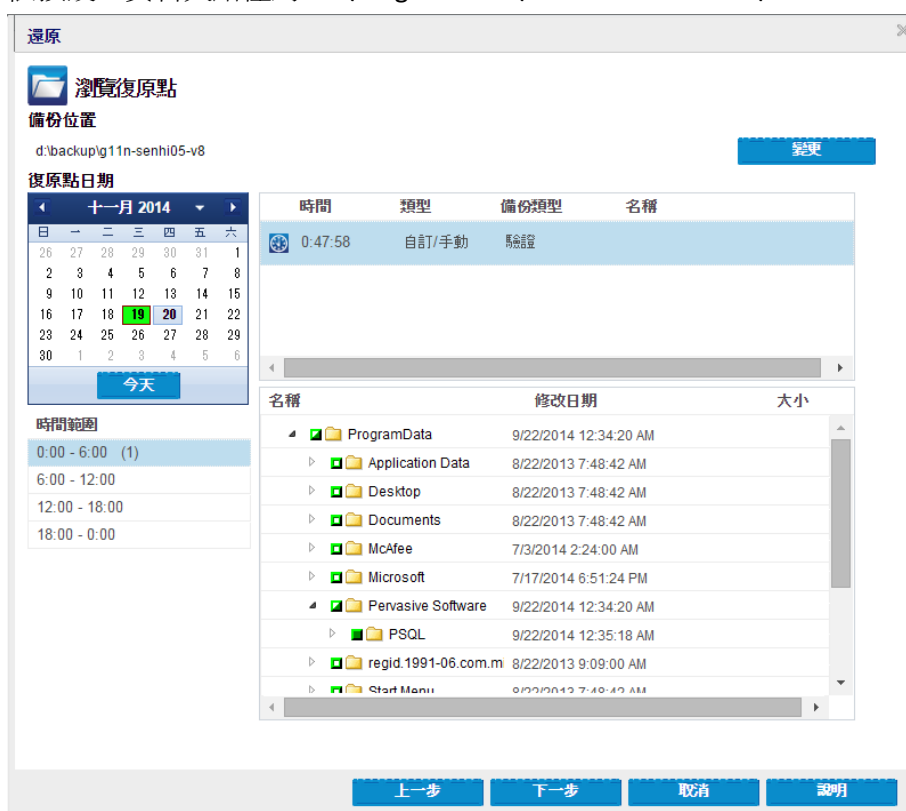 還原
瀏覽復原點
備份位置
d:\backup\g11n-senhi05-v8
變更
復原點日期
十一月 2014
日 一 二 三 四 五 六
26 27 28 29 30 31 1
2 3 4 5 6 7 8
9 10 11 12 13 14 15
16 17 18 19 20 21 22
23 24 25 26 27 28 29
30 1 2 3 4 5 6
今天
時間範圍
0:00 - 6:00 (1)
6:00 - 12:00
12:00 - 18:00
18:00 - 0:00
時間 類型 備份類型 名稱
0:47:58 自訂/手動 驗證
名稱 修改日期 大小
ProgramData 9/22/2014 12:34:20 AM
Application Data 8/22/2013 7:48:42 AM
Desktop 8/22/2013 7:48:42 AM
Documents 8/22/2013 7:48:42 AM
McAfee 7/3/2014 2:24:00 AM
Microsoft 7/17/2014 6:51:24 PM
Pervasive Software 9/22/2014 12:34:20 AM
PSQL 9/22/2014 12:35:18 AM
regid.1991-06.com.m 8/22/2013 9:09:00 AM
Start Menu 8/22/2013 7:48:42 AM
上一步 下一步 取消 說明